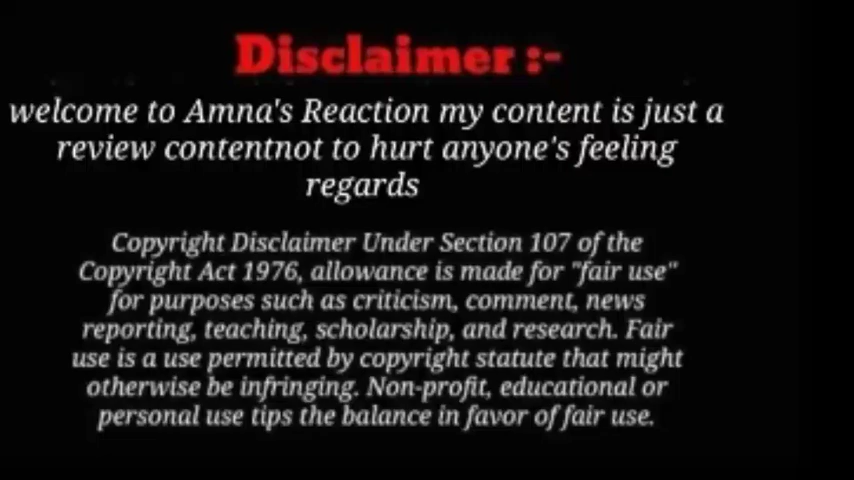 Disclaimer :-
welcome to Amna's Reaction my content is just a
review contentnot to hurt anyone's feeling
regards
Copyright Disclaimer Under Section 107 of the
Copyright Act 1976, allowance is made for "fair use"
for purposes such as criticism, comment, news
reporting, teaching, scholarship, and research. Fair
use is a use permitted by copyright statute that might
otherwise be infringing. Non-profit, educational or
personal use tips the balance in favor of fair use.